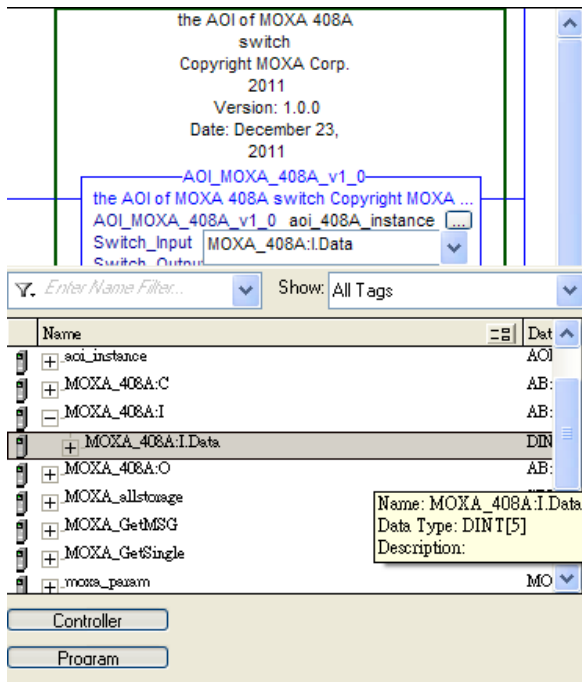 the AOI of MOXA 408A
switch
Copyright MOXA Corp.
2011
Version: 1.0.0
Date: December 23,
2011
AOI_MOXA_408A_v1_0
the AOI of MOXA 408A switch Copyright MOXA ...
AOI_MOXA_408A_v1_0 aoi_408A_instance ...
Switch_Input MOXA_408A:I.Data
Switch_Output
Enter Name Filter... Show: All Tags
Name Dat
aoi_instance AOI
MOXA_408A:C AB:
MOXA_408A:I AB:
MOXA_408A:I.Data DIN
MOXA_408A:O AB:
MOXA_allstorage
Name: MOXA_408A:I.Data
MOXA_GetMSG
Data Type: DINT[5]
MOXA_GetSingle
Description:
moxa_param MO
Controller
Program